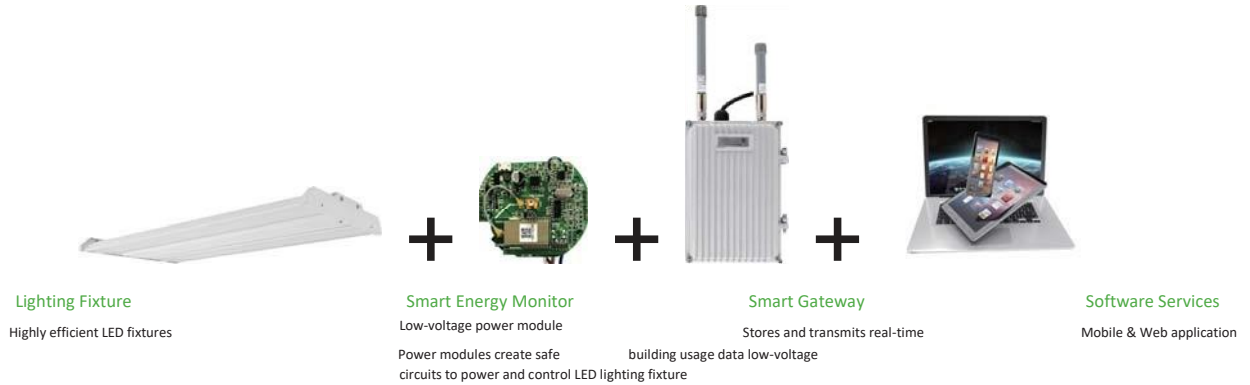 Lighting Fixture
Highly efficient LED fixtures
Smart Energy Monitor
Low-voltage power module
Power modules create safe
circuits to power and control LED lighting fixture
Smart Gateway
Stores and transmits real-time
building usage data low-voltage
Software Services
Mobile & Web application